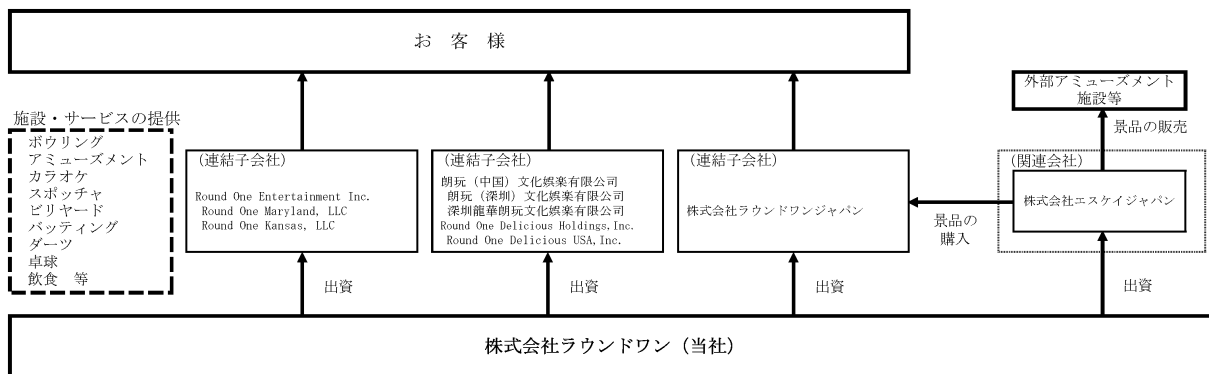 お 客 様
外部アミューズメント
施設等
景品の販売
施設・サービスの提供
ボウリング
アミューズメント
カラオケ
スポッチャ
ビリヤード
バッティング
ダーツ
卓球
飲食 等
(連結子会社)
Round One Entertainment Inc.
Round One Maryland, LLC
Round One Kansas, LLC
(連結子会社)
朗玩（中国）文化娯楽有限公司
朗玩（深圳）文化娯楽有限公司
深圳龍華朗玩文化娯楽有限公司
Round One Delicious Holdings,Inc.
Round One Delicious USA,Inc.
(連結子会社)
株式会社ラウンドワンジャパン
景品の
購入
(関連会社)
株式会社エスケイジャパン
出資
出資
出資
出資
株式会社ラウンドワン（当社）